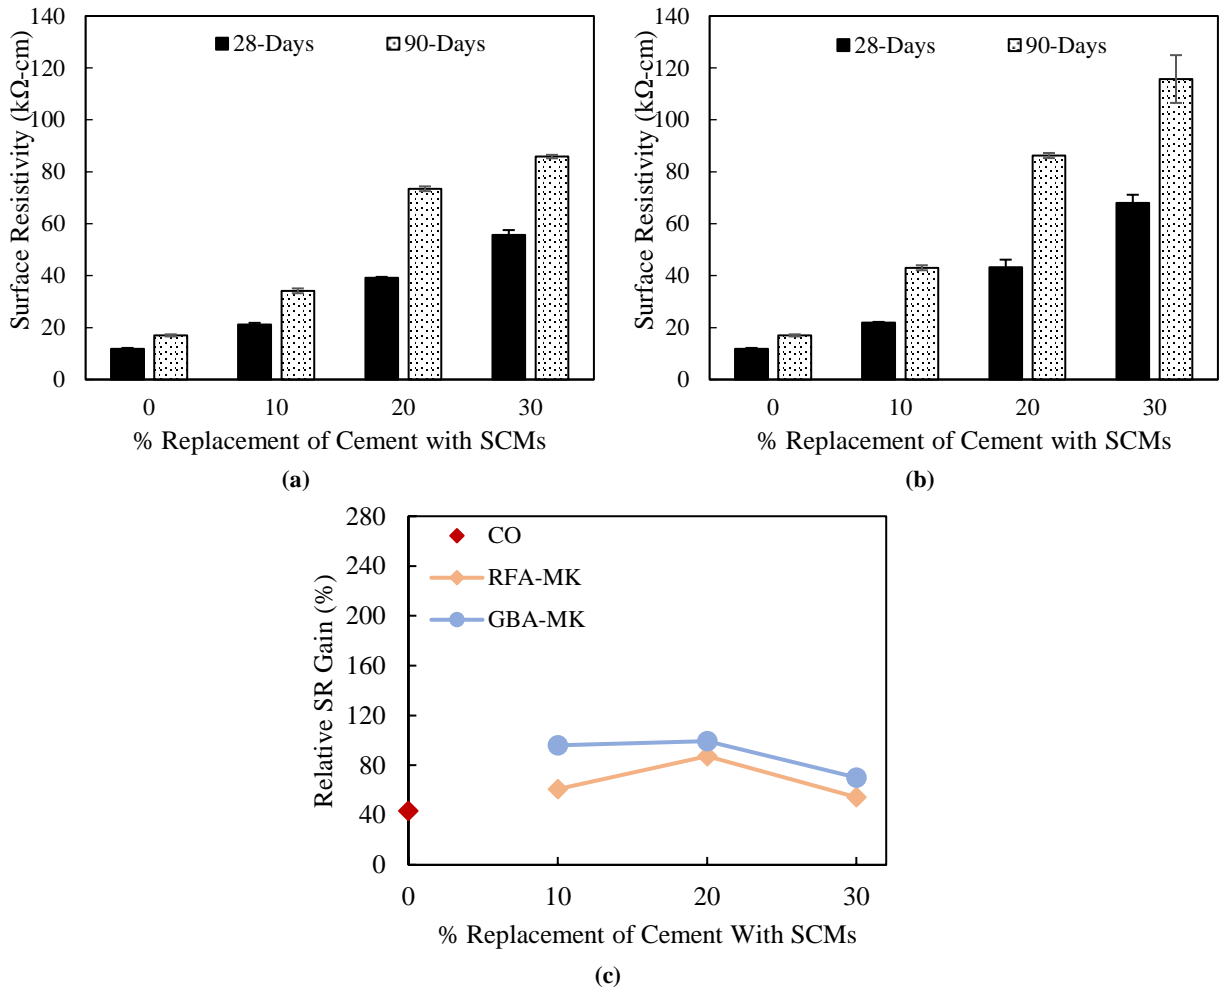 140
120
100
80
60
40
20
0
Surface Resistivity (kΩ-cm)
28-Days 90-Days
0 10 20 30
% Replacement of Cement with SCMs
(a)
140
120
100
80
60
40
20
0
Surface Resistivity (kΩ-cm)
28-Days 90-Days
0 10 20 30
% Replacement of Cement with SCMs
(b)
280
240
200
160
120
80
40
0
Relative SR Gain (%)
CO
RFA-MK
GBA-MK
0 10 20 30
% Replacement of Cement With SCMs
(c)